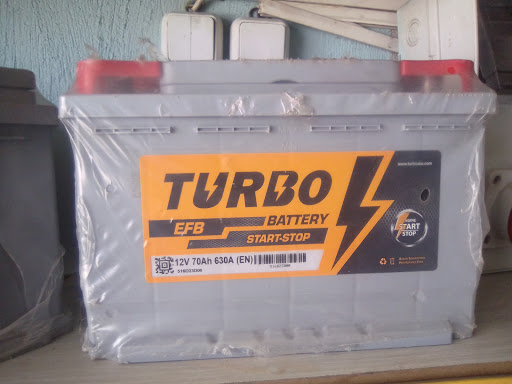 TURBO
BATTERY
EFB
START-STOP
12V 70Ah 630A (EN)
START
STOP